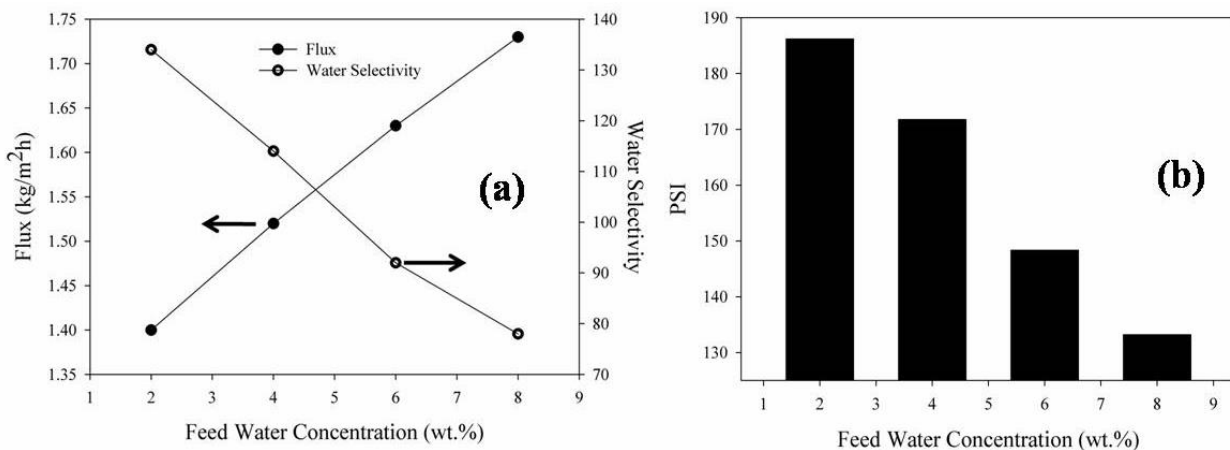 1.75
1.70
1.65
1.60
1.55
1.50
1.45
1.40
1.35
Flux (kg/m²h)
Flux
Water Selectivity
(a)
140
130
120
110
100
90
80
70
Water Selectivity
1 2 3 4 5 6 7 8 9
Feed Water Concentration (wt.%)
190
180
170
160
150
140
130
PSI
(b)
1 2 3 4 5 6 7 8 9
Feed Water Concentration (wt.%)